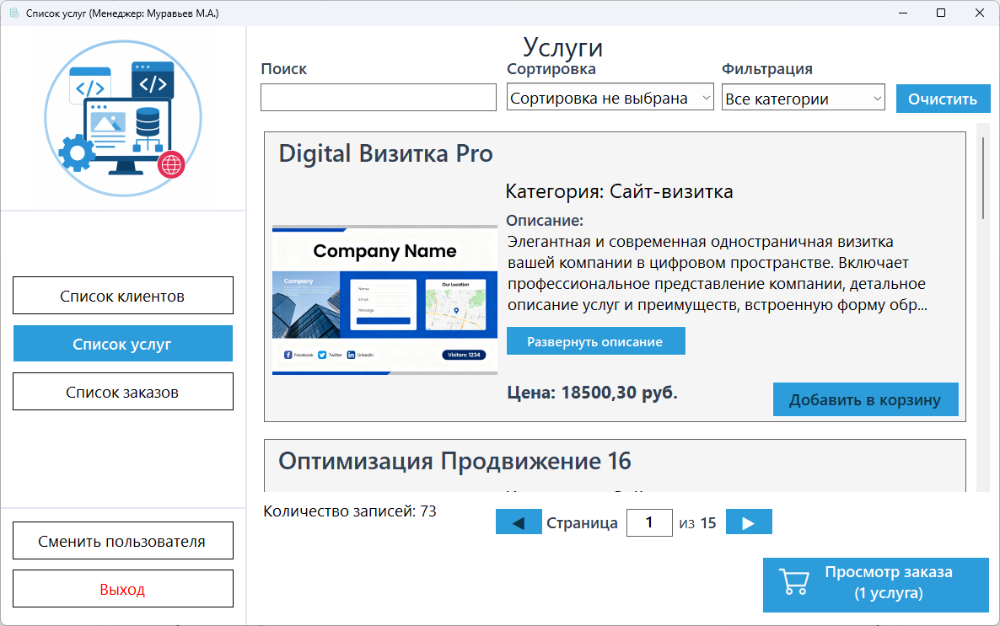 Список услуг (Менеджер: Муравьев М.А.)
Услуги
Поиск
Сортировка
Фильтрация
Сортировка не выбрана
Все категории
Очистить
Список клиентов
Список услуг
Список заказов
Сменить пользователя
Выход
Digital Визитка Pro
Company Name
Company
Name
Email
Message
Our Location
Facebook
Twitter
LinkedIn
Visitors: 1234
Категория: Сайт-визитка
Описание:
Элегантная и современная одностраничная визитка
вашей компании в цифровом пространстве. Включает
профессиональное представление компании, детальное
описание услуг и преимуществ, встроенную форму обр...
Развернуть описание
Цена: 18500,30 руб.
Добавить в корзину
Оптимизация Продвижение 16
Количество записей: 73
Страница 1 из 15
Просмотр заказа
(1 услуга)